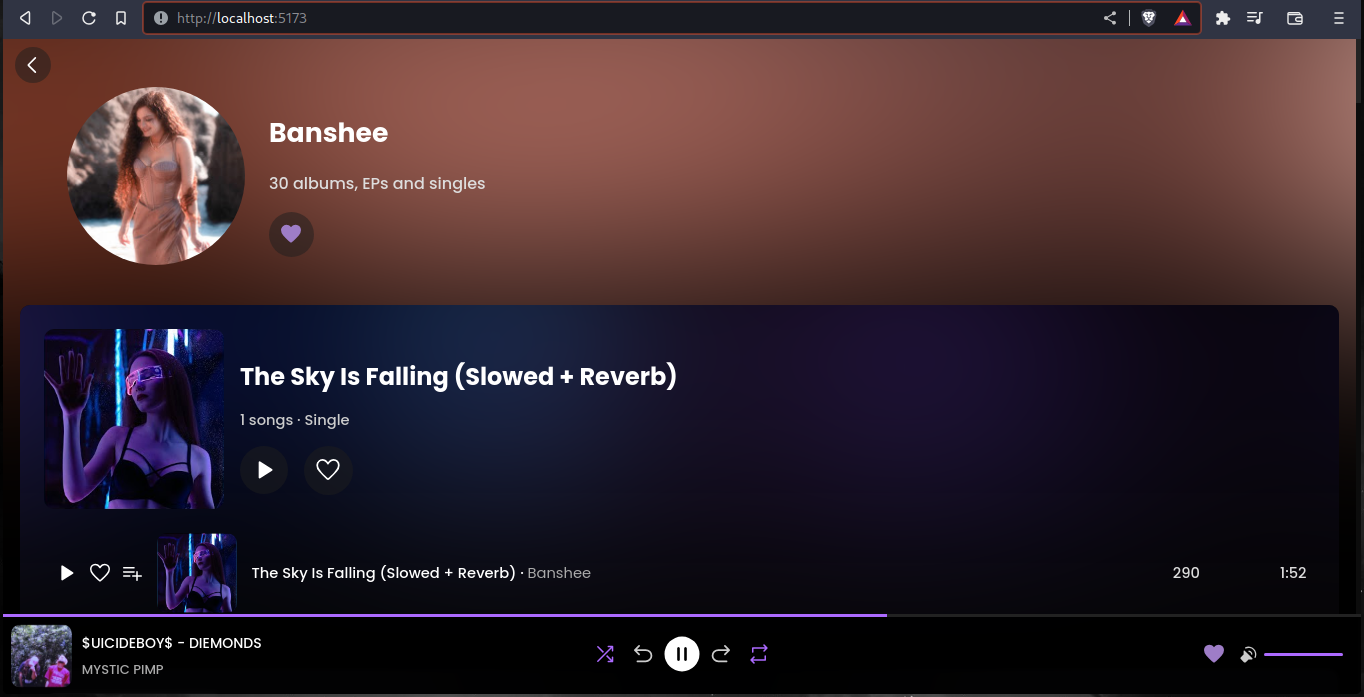 http://localhost:5173
Banshee
30 albums, EPs and singles
The Sky Is Falling (Slowed + Reverb)
1 songs · Single
The Sky Is Falling (Slowed + Reverb) · Banshee 290 1:52
$UICIDEBOY$ - DIEMONDS
MYSTIC PIMP